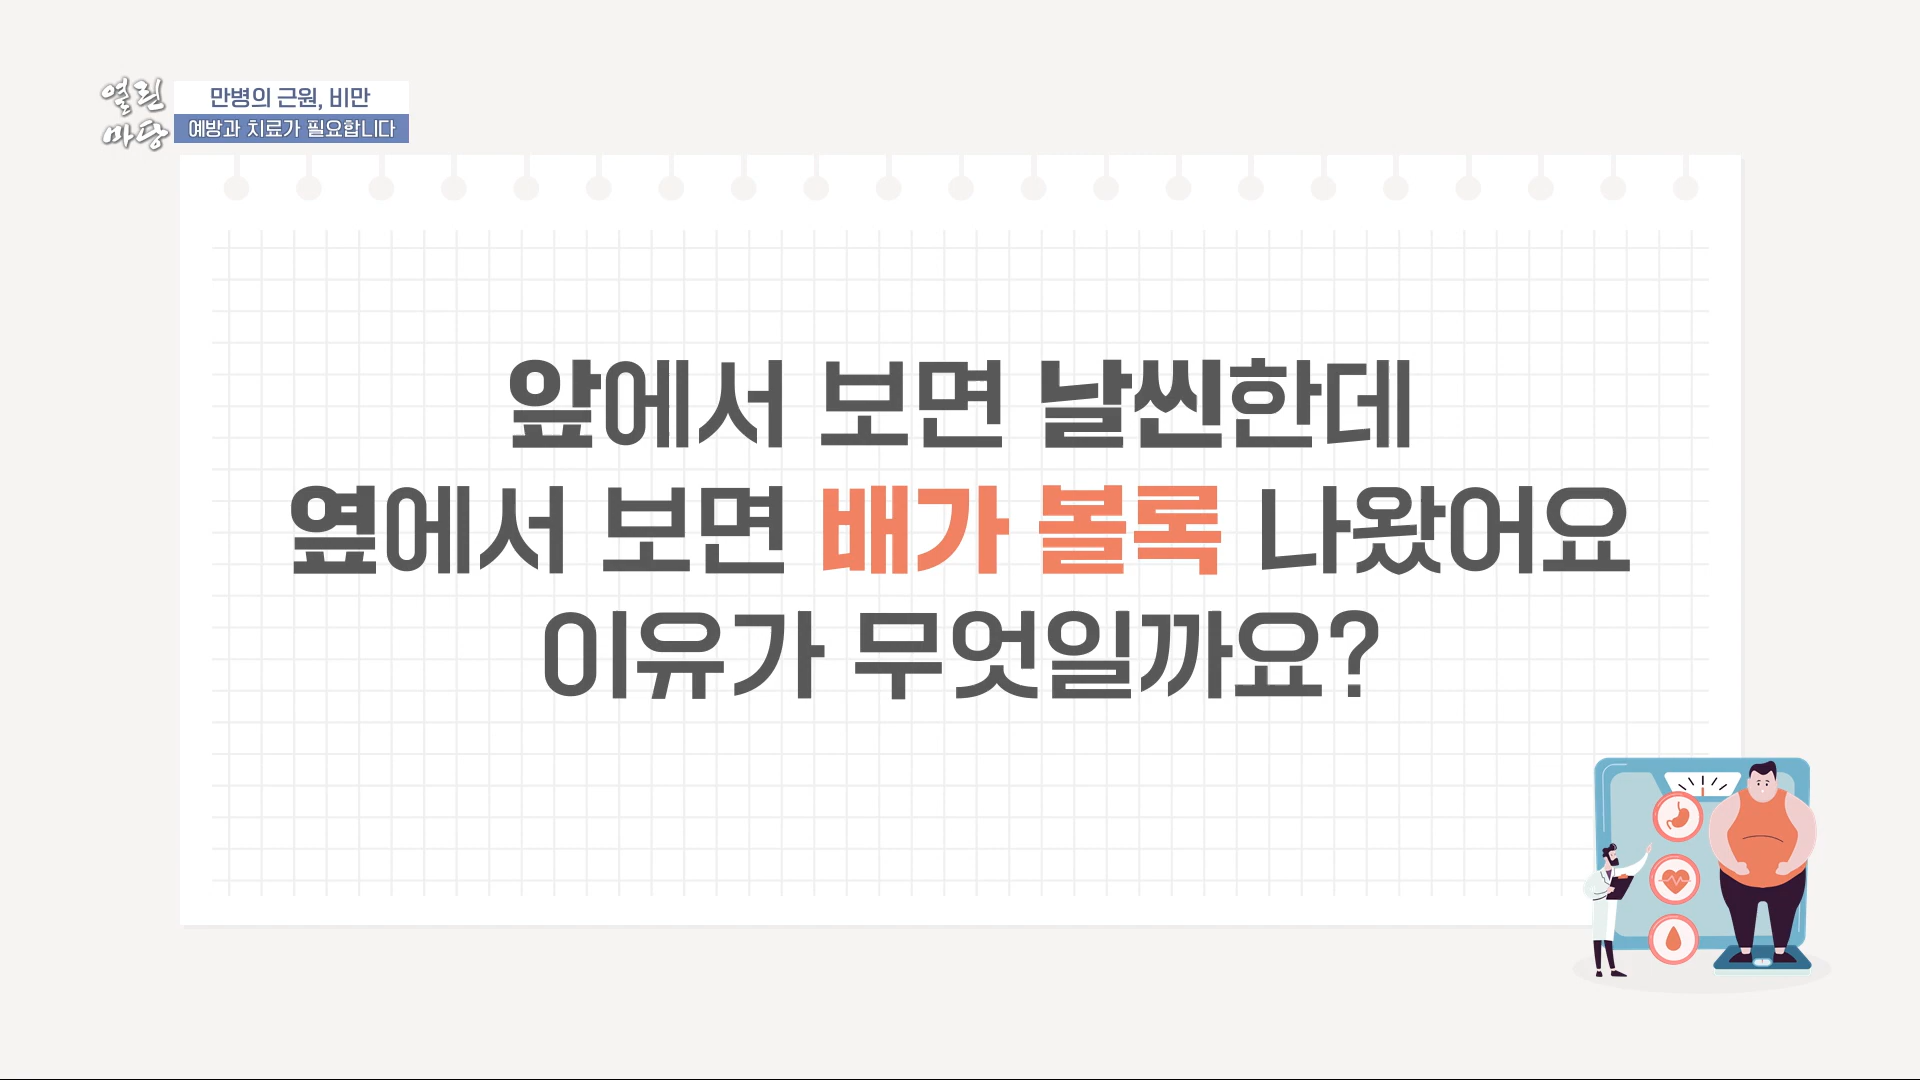 열린
마당
만병의 근원, 비만
예방과 치료가 필요합니다
앞에서 보면 날씬한데
옆에서 보면 배가 볼록 나왔어요
이유가 무엇일까요?